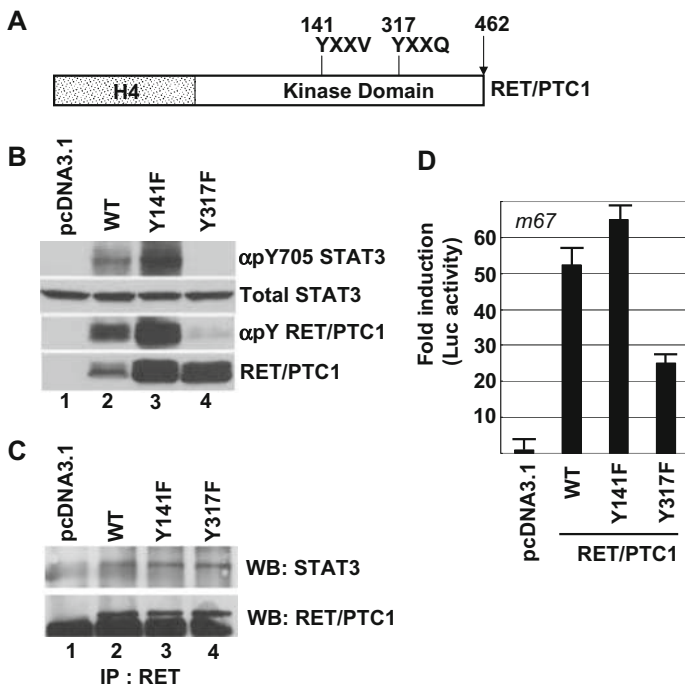 A
141 317 462
YXXV YXXQ
H4 Kinase Domain RET/PTC1
B
pcDNA3.1 WT Y141F Y317F
αpY705 STAT3
Total STAT3
αpY RET/PTC1
RET/PTC1
1 2 3 4
C
pcDNA3.1 WT Y141F Y317F
WB: STAT3
WB: RET/PTC1
1 2 3 4
IP : RET
D
m67
Fold induction
(Luc activity)
60
50
40
30
20
10
pcDNA3.1 WT Y141F Y317F
RET/PTC1